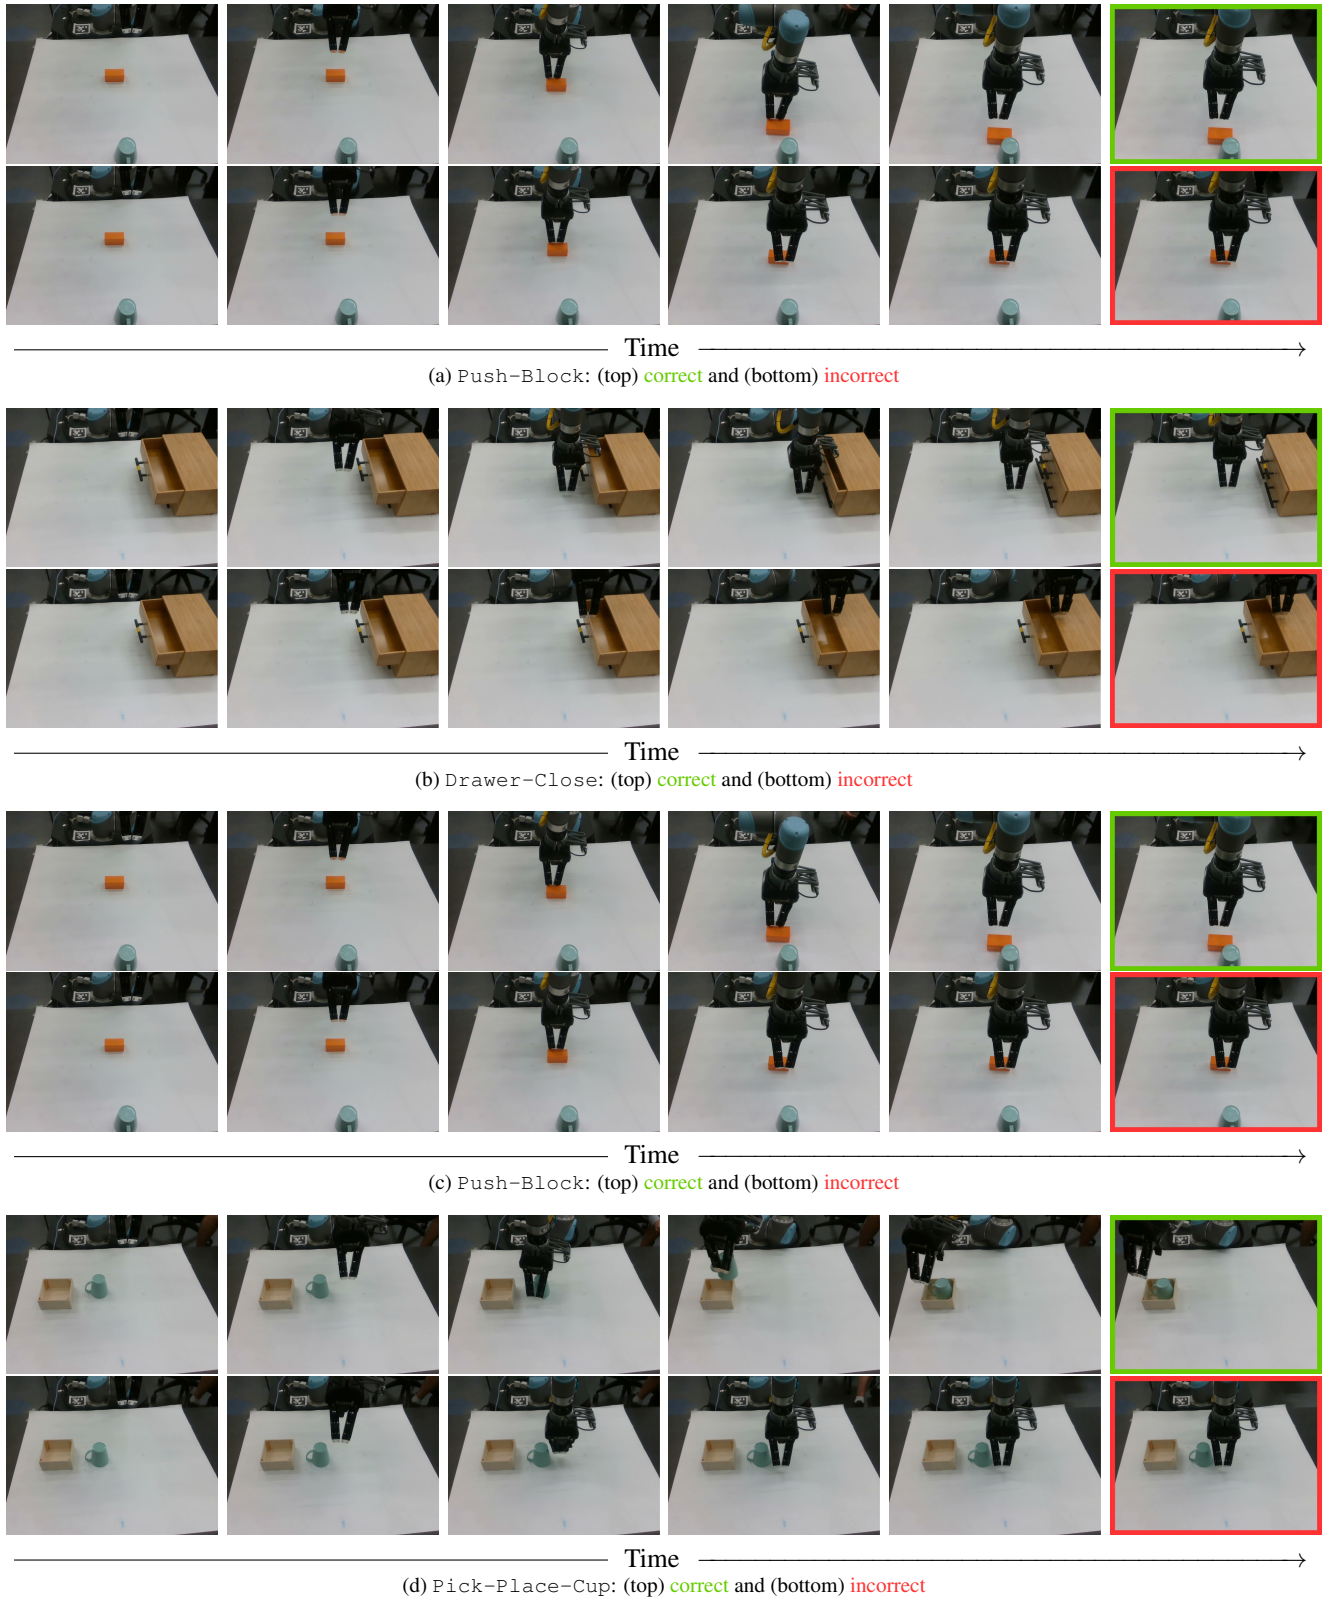 Time
(a) Push-Block: (top) correct and (bottom) incorrect
Time
(b) Drawer-Close: (top) correct and (bottom) incorrect
Time
(c) Push-Block: (top) correct and (bottom) incorrect
Time
(d) Pick-Place-Cup: (top) correct and (bottom) incorrect